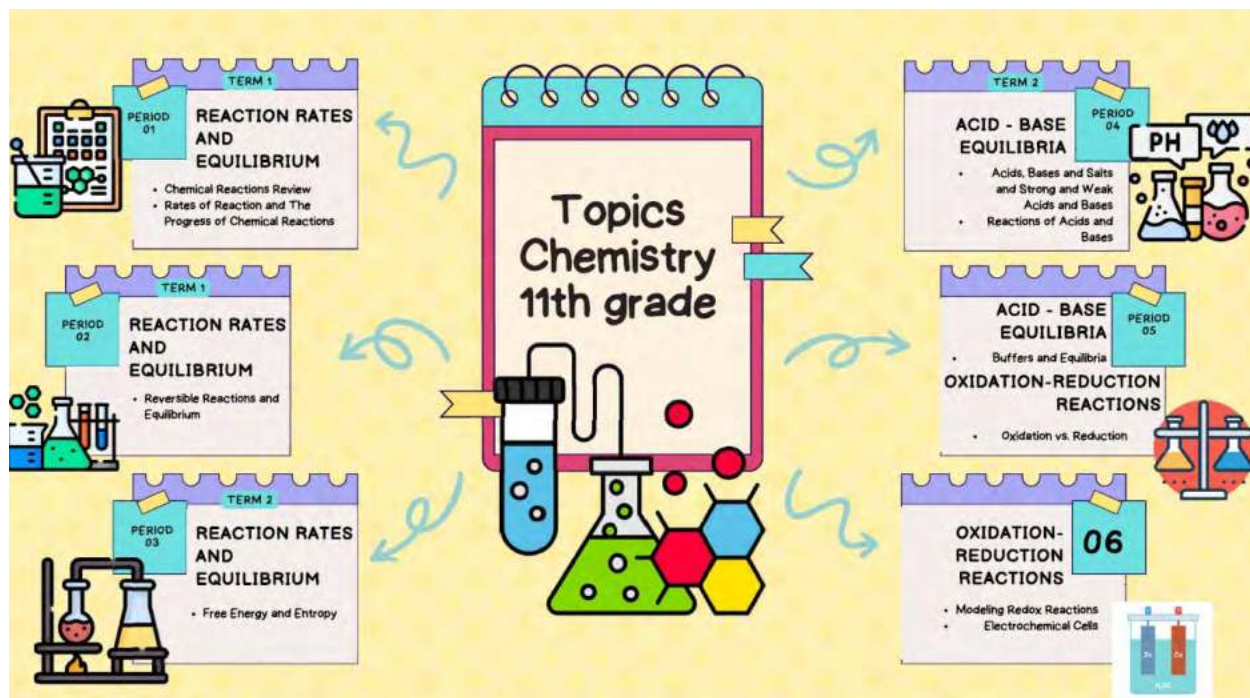 TERM 1
PERIOD
01
REACTION RATES
AND
EQUILIBRIUM
• Chemical Reactions Review
• Rates of Reaction and The
Progress of Chemical Reactions
TERM 1
PERIOD
02
REACTION RATES
AND
EQUILIBRIUM
• Reversible Reactions and
Equilibrium
TERM 2
PERIOD
03
REACTION RATES
AND
EQUILIBRIUM
• Free Energy and Entropy
Topics
Chemistry
11th grade
TERM 2
PERIOD
04
ACID - BASE
EQUILIBRIA
• Acids, Bases and Salts
and Strong and Weak
Acids and Bases
• Reactions of Acids and
Bases
PH
PERIOD
05
ACID - BASE
EQUILIBRIA
• Buffers and Equilibria
OXIDATION-REDUCTION
REACTIONS
• Oxidation vs. Reduction
06
OXIDATION-
REDUCTION
REACTIONS
• Modeling Redox Reactions
• Electrochemical Cells